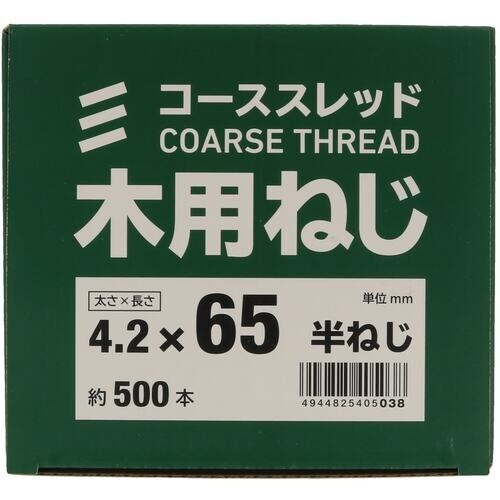 コーススレッド
COARSE THREAD
木用ねじ
太さ×長さ
単位mm
4.2×65 半ねじ
約500本
4944825405038